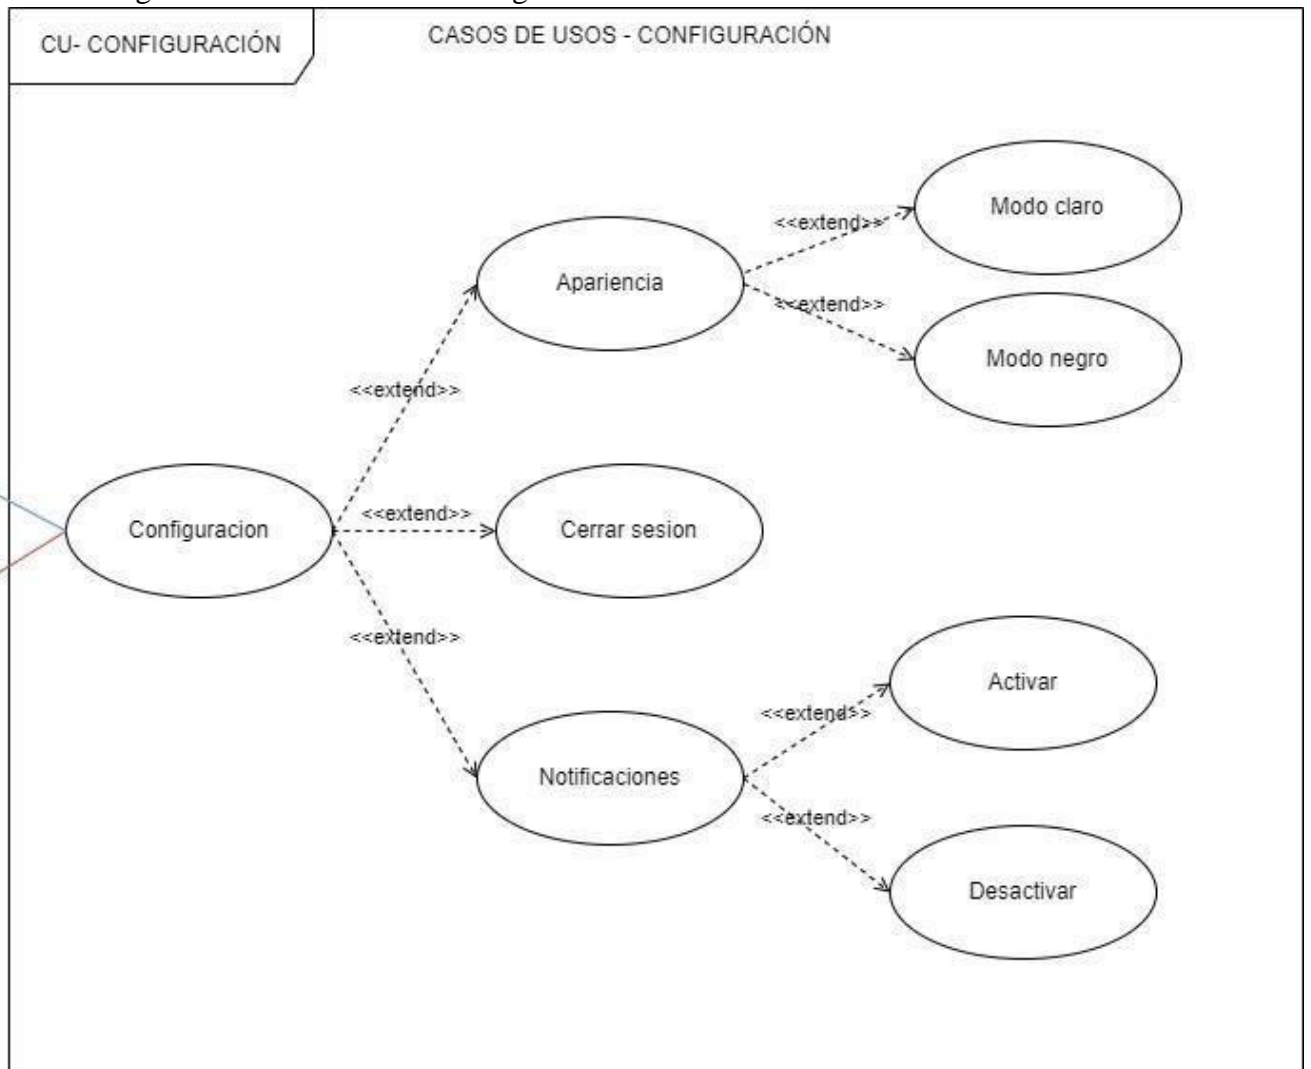 CU- CONFIGURACIÓN
CASOS DE USOS - CONFIGURACIÓN
Modo claro
<<extend>>
Apariencia
<<extend>>
Modo negro
<<extend>>
Configuracion
<<extend>>
Cerrar sesion
<<extend>>
Activar
<<extend>>
Notificaciones
<<extend>>
Desactivar